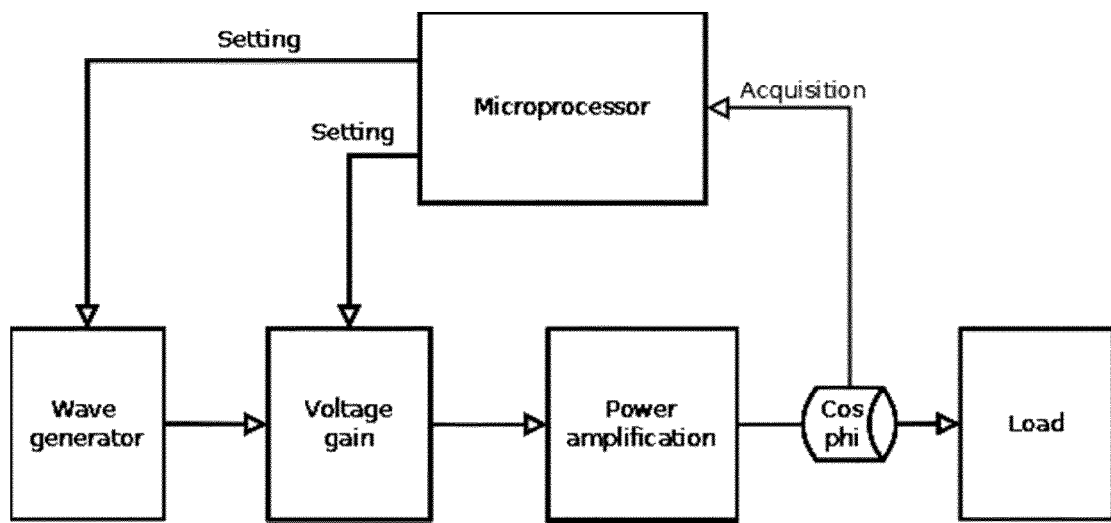 Setting
Microprocessor
Acquisition
Setting
Wave
generator
Voltage
gain
Power
amplification
Cos
phi
Load